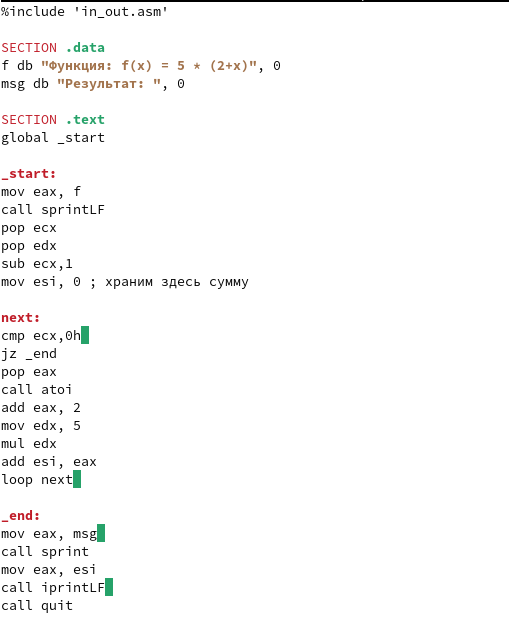 %include 'in_out.asm'
SECTION .data
f db "Функция: f(x) = 5 * (2+x)", 0
msg db "Результат: ", 0
SECTION .text
global _start
_start:
mov eax, f
call sprintLF
pop ecx
pop edx
sub ecx,1
mov esi, 0 ; храним здесь сумму
next:
cmp ecx,0h
jz _end
pop eax
call atoi
add eax, 2
mov edx, 5
mul edx
add esi, eax
loop next
_end:
mov eax, msg
call sprint
mov eax, esi
call iprintLF
call quit